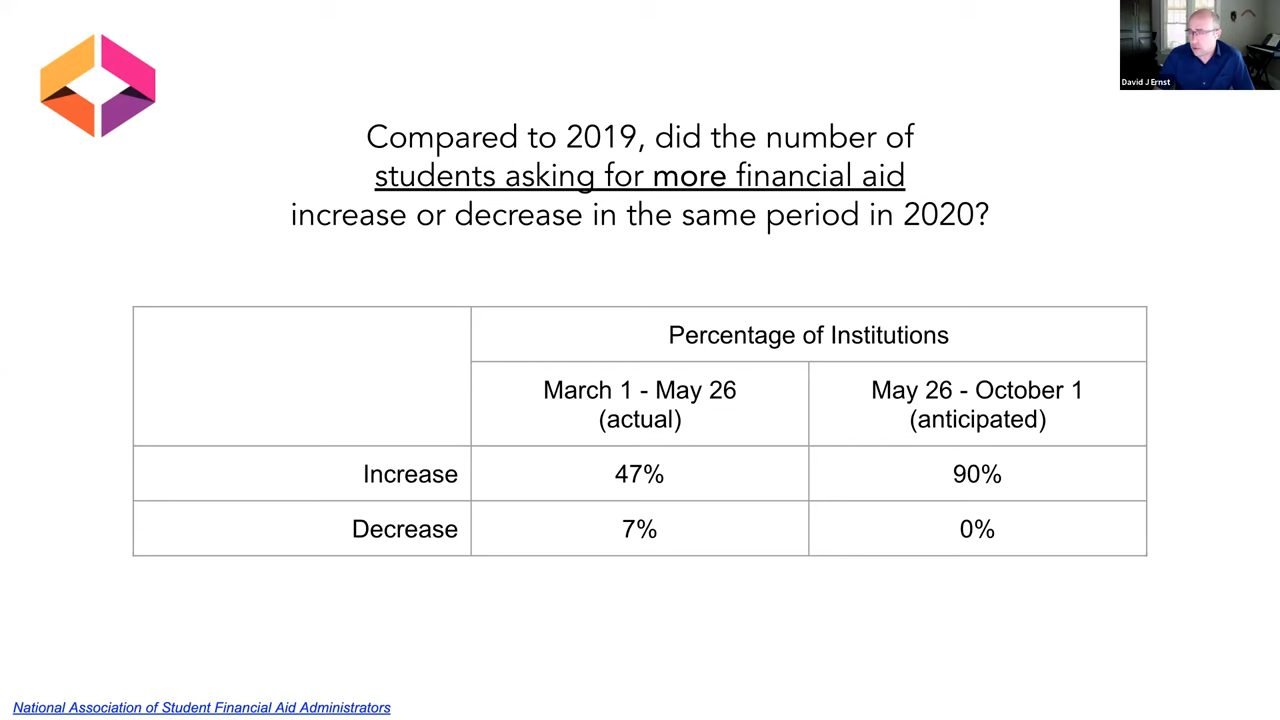 David J Ernst
Compared to 2019, did the number of
students asking for more financial aid
increase or decrease in the same period in 2020?
Percentage of Institutions
March 1 - May 26
(actual)
May 26 - October 1
(anticipated)
Increase
47%
90%
Decrease
7%
0%
National Association of Student Financial Aid Administrators